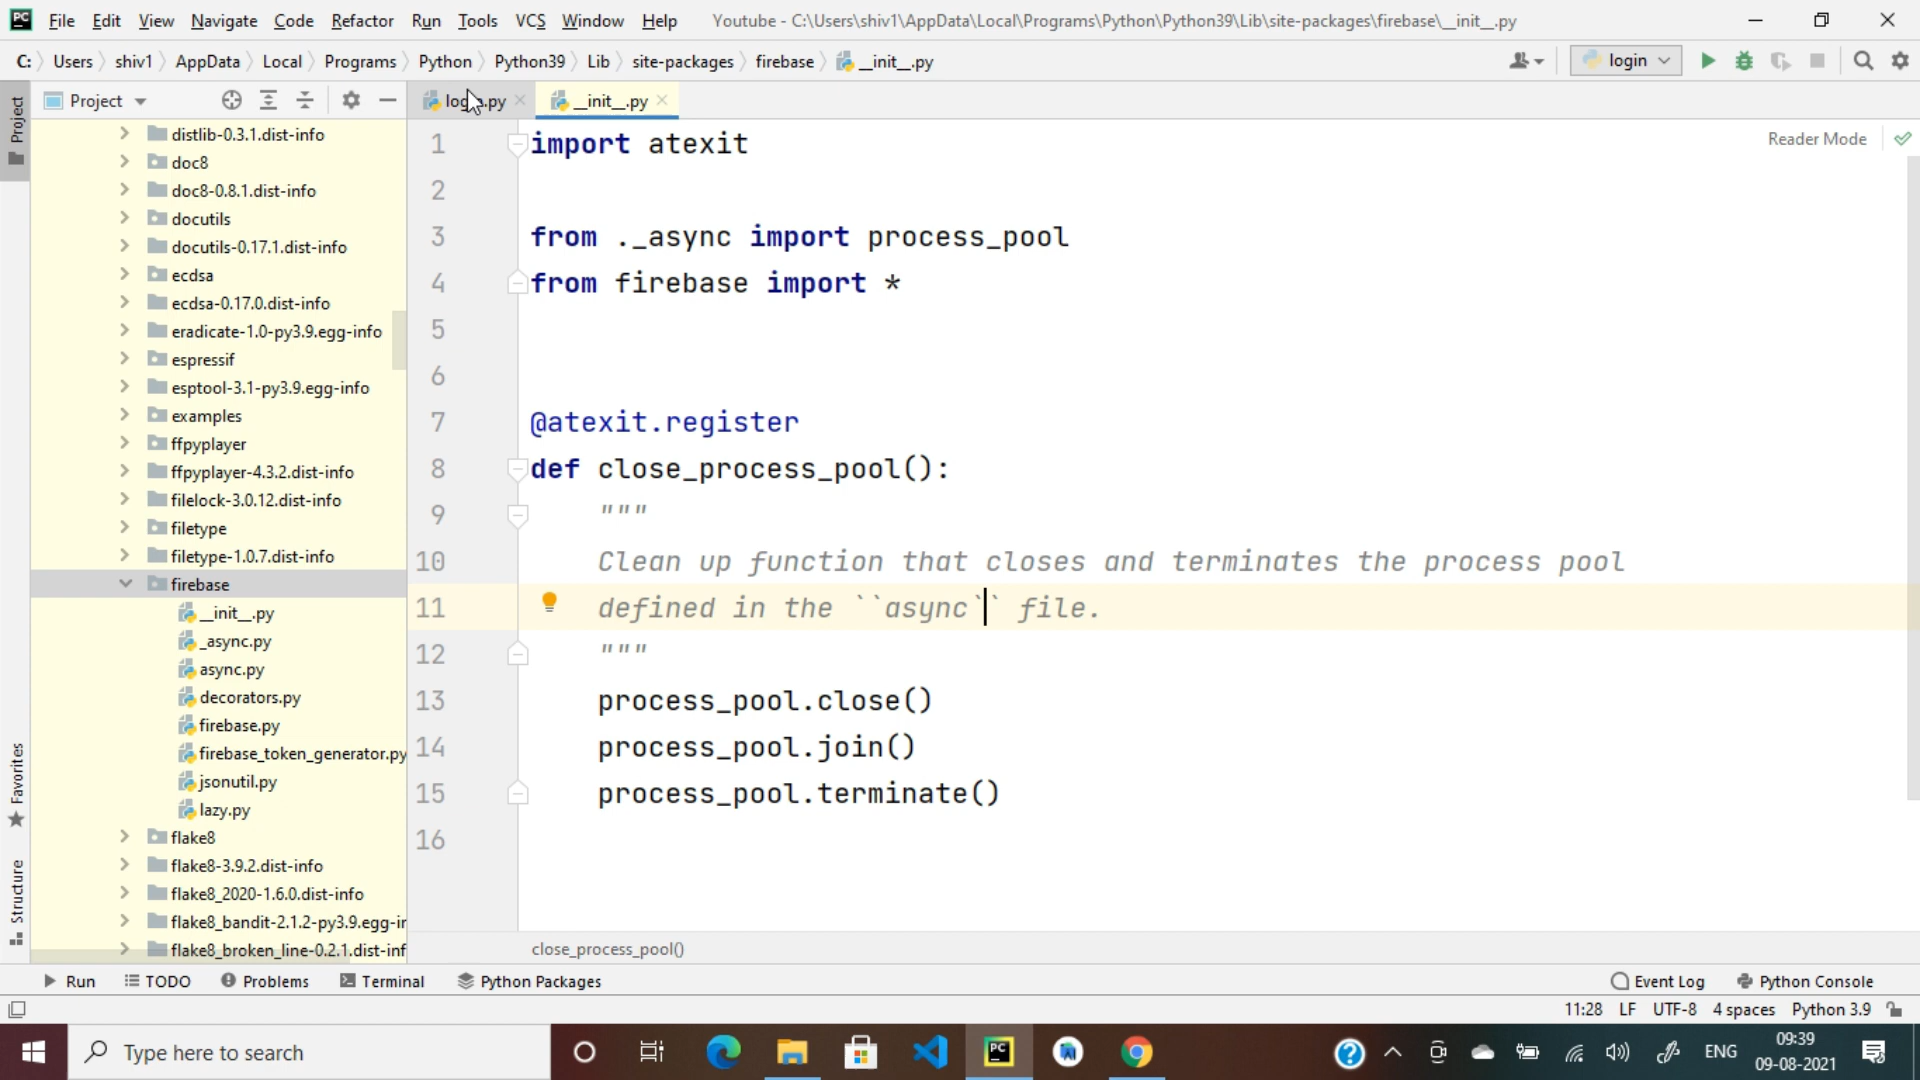 PC File Edit View Navigate Code Refactor Run Tools VCS Window Help Youtube - C:\Users\shiv1\AppData\Local\Programs\Python\Python39\Lib\site-packages\firebase\__init__.py
C: Users shiv1 AppData Local Programs Python Python39 Lib site-packages firebase __init__.py login
Project
Project
.py
__init__.py
distlib-0.3.1.dist-info
doc8
doc8-0.8.1.dist-info
docutils
docutils-0.17.1.dist-info
ecdsa
ecdsa-0.17.0.dist-info
eradicate-1.0-py3.9.egg-info
espressif
esptool-3.1-py3.9.egg-info
examples
ffpyplayer
ffpyplayer-4.3.2.dist-info
filelock-3.0.12.dist-info
filetype
filetype-1.0.7.dist-info
firebase
__init__.py
_async.py
async.py
decorators.py
firebase.py
firebase_token_generator.py
jsonutil.py
lazy.py
flake8
flake8-3.9.2.dist-info
flake8_2020-1.6.0.dist-info
flake8_bandit-2.1.2-py3.9.egg-ir
flake8_broken_line-0.2.1.dist-inf
Favorites
Structure
Reader Mode
1 import atexit
2
3 from ._async import process_pool
4 from firebase import *
5
6
7 @atexit.register
8 def close_process_pool():
9 """
10 Clean up function that closes and terminates the process pool
11 defined in the ``async`` file.
12 """
13 process_pool.close()
14 process_pool.join()
15 process_pool.terminate()
16
close_process_pool()
Run TODO Problems Terminal Python Packages Event Log Python Console
11:28 LF UTF-8 4 spaces Python 3.9
Type here to search
PC
ENG
09:39
09-08-2021